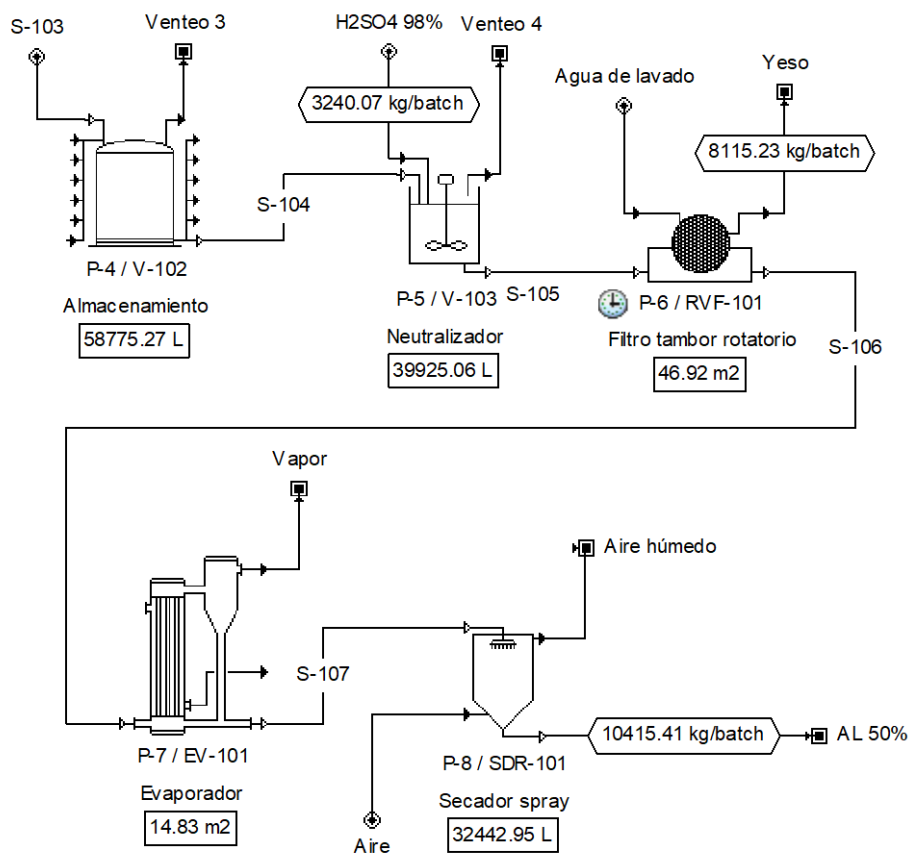 S-103
Venteo 3
H2SO4 98%
Venteo 4
3240.07 kg/batch
Agua de lavado
Yeso
8115.23 kg/batch
S-104
P-4 / V-102
Almacenamiento
58775.27 L
P-5 / V-103
S-105
Neutralizador
39925.06 L
P-6 / RVF-101
Filtro tambor rotatorio
46.92 m2
S-106
Vapor
Aire húmedo
S-107
P-7 / EV-101
Evaporador
14.83 m2
P-8 / SDR-101
Secador spray
32442.95 L
10415.41 kg/batch
AL 50%
Aire